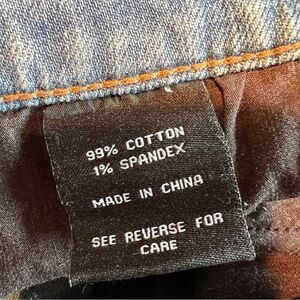 99% COTTON
1% SPANDEX
MADE IN CHINA
SEE REVERSE FOR
CARE